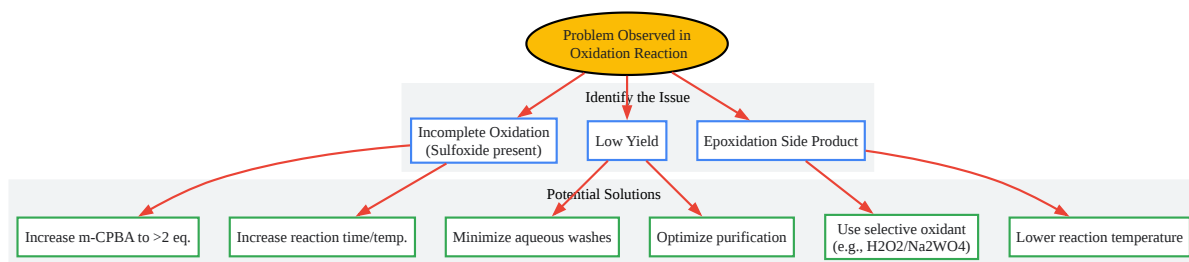 Problem Observed in
Oxidation Reaction
Identify the Issue
Incomplete Oxidation
(Sulfoxide present)
Low Yield
Epoxidation Side Product
Potential Solutions
Increase m-CPBA to >2 eq.
Increase reaction time/temp.
Minimize aqueous washes
Optimize purification
Use selective oxidant
(e.g., H2O2/Na2WO4)
Lower reaction temperature